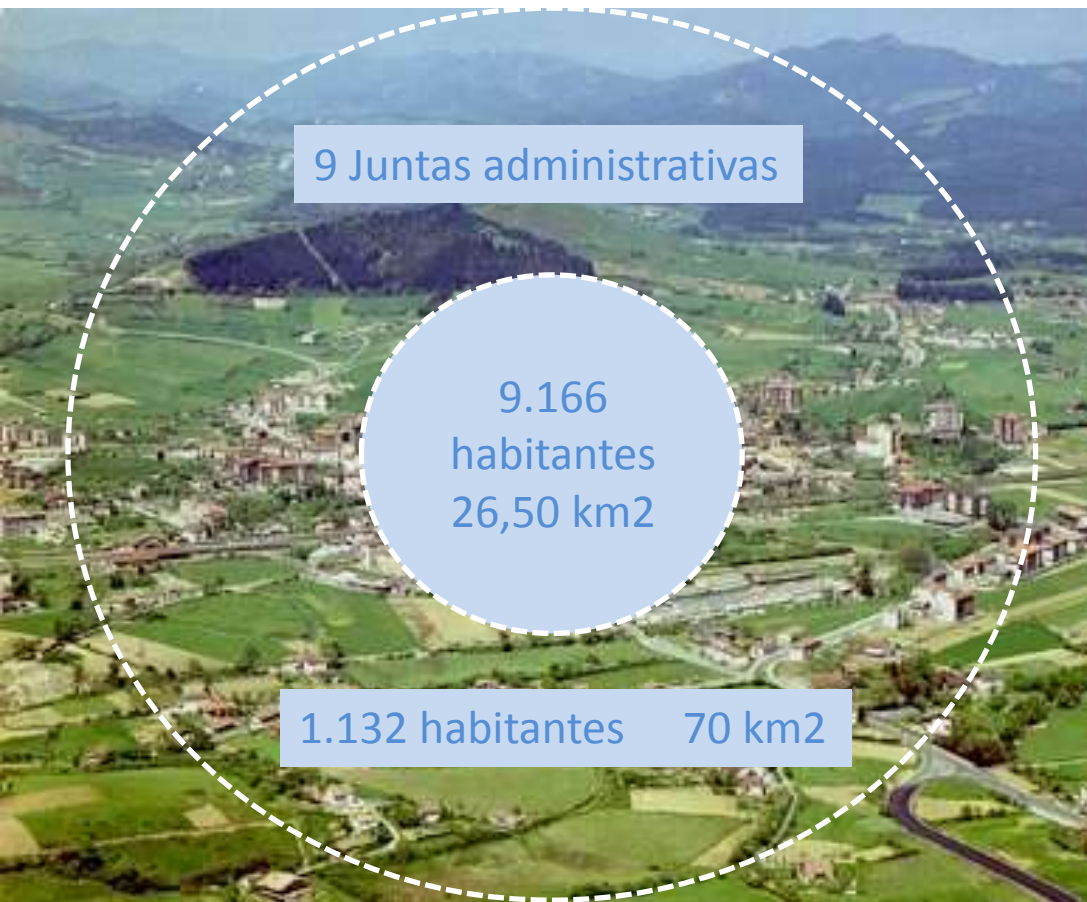 9 Juntas administrativas
9.166
habitantes
26,50 km2
1.132 habitantes 70 km2